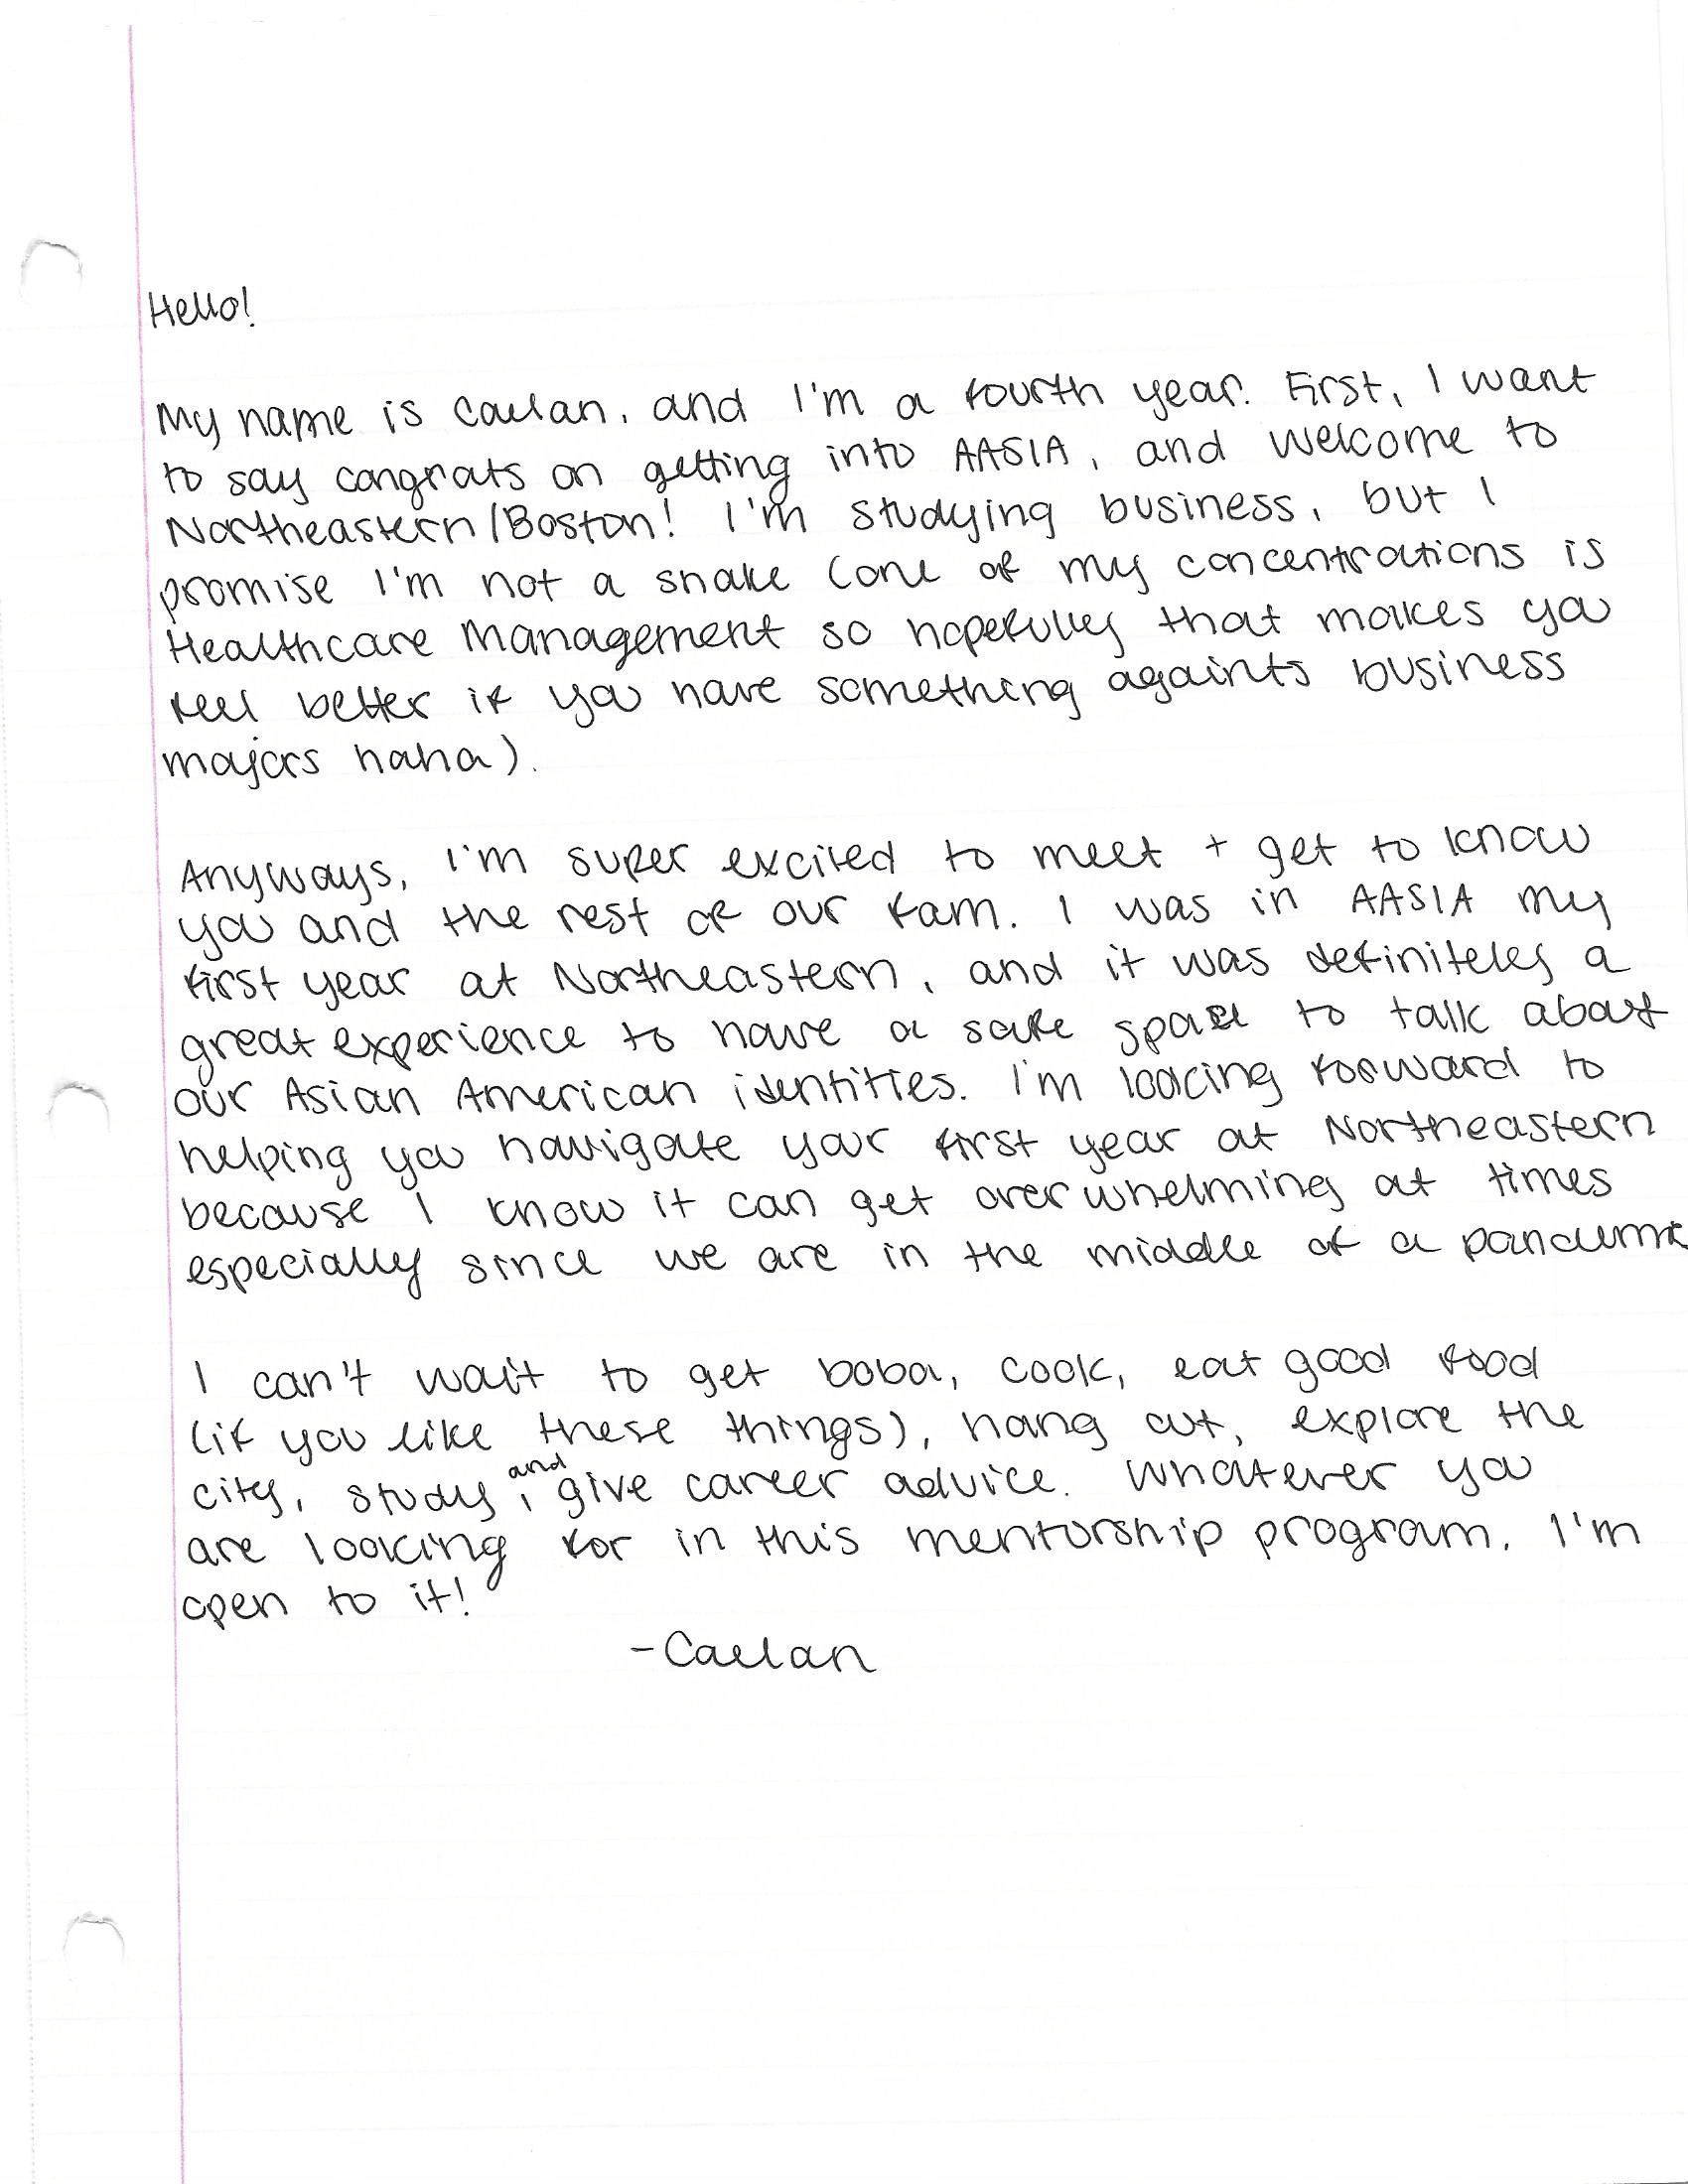 Hello!
My name is Caelan, and I'm a fourth year. First, I want
to say congrats on getting into AASIA, and welcome to
Northeastern/Boston! I'm studying business, but I
promise I'm not a snake (one of my concentrations is
Healthcare Management so hopefully that makes you
feel better if you have something againts business
majors haha).
Anyways, I'm super excited to meet + get to know
you and the rest of our fam. I was in AASIA my
first year at Northeastern, and it was definitely a
great experience to have a safe space to talk about
our Asian American identities. I'm looking forward to
helping you navigate your first year at Northeastern
because I know it can get overwhelming at times
especially since we are in the middle of a pandemic
I can't wait to get boba, cook, eat good food
(if you like these things), hang out, explore the
city, study, and give career advice. Whatever you
are looking for in this mentorship program, I'm
open to it!
-Caelan